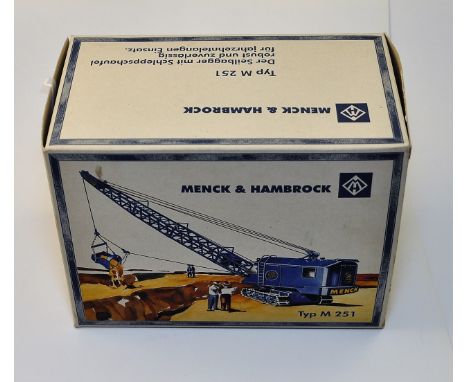 MENCK & HAMBROCK
Typ M 251
Der Seilbagger mit Schleppschaufel
robust und zuverlässig
für jahrzehntelangen Einsatz.
MENCK & HAMBROCK
MENCK
Typ M 251